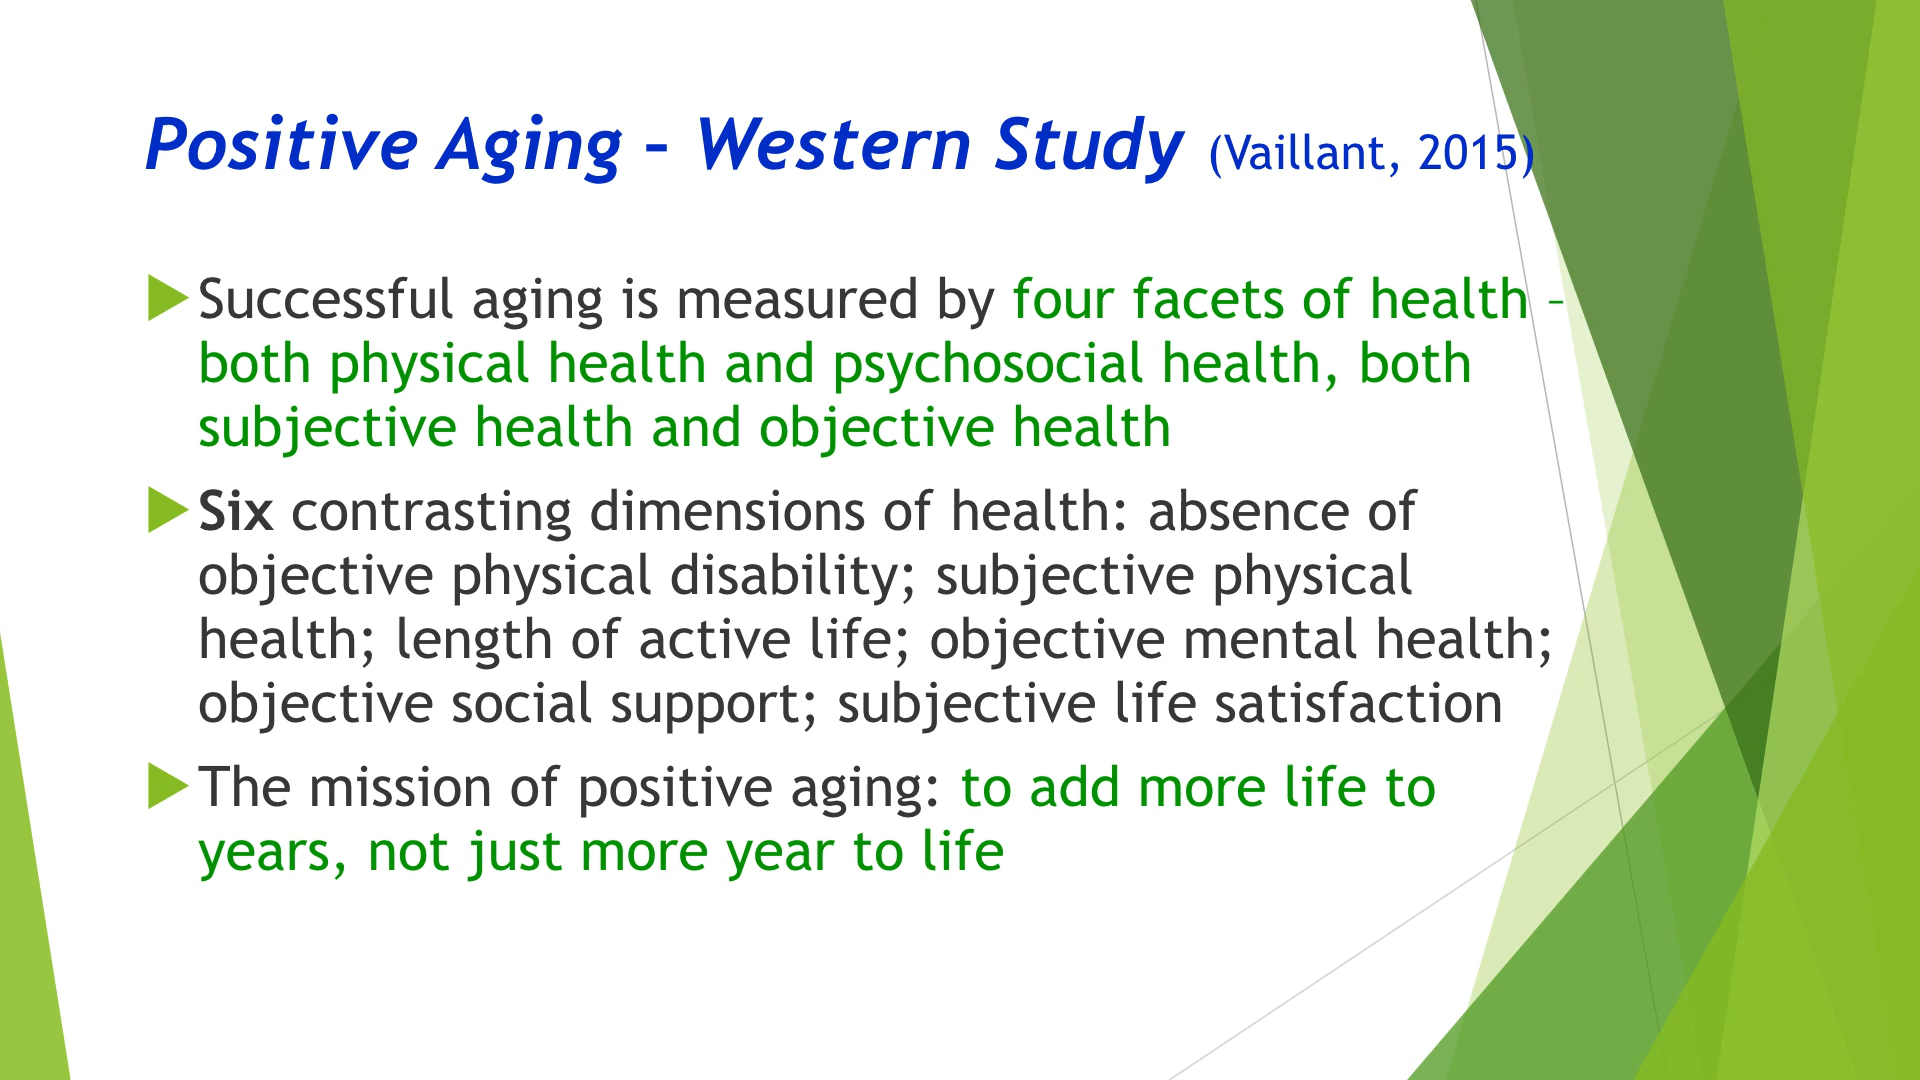 Positive Aging – Western Study (Vaillant, 2015)
Successful aging is measured by four facets of health –
both physical health and psychosocial health, both
subjective health and objective health
Six contrasting dimensions of health: absence of
objective physical disability; subjective physical
health; length of active life; objective mental health;
objective social support; subjective life satisfaction
The mission of positive aging: to add more life to
years, not just more year to life